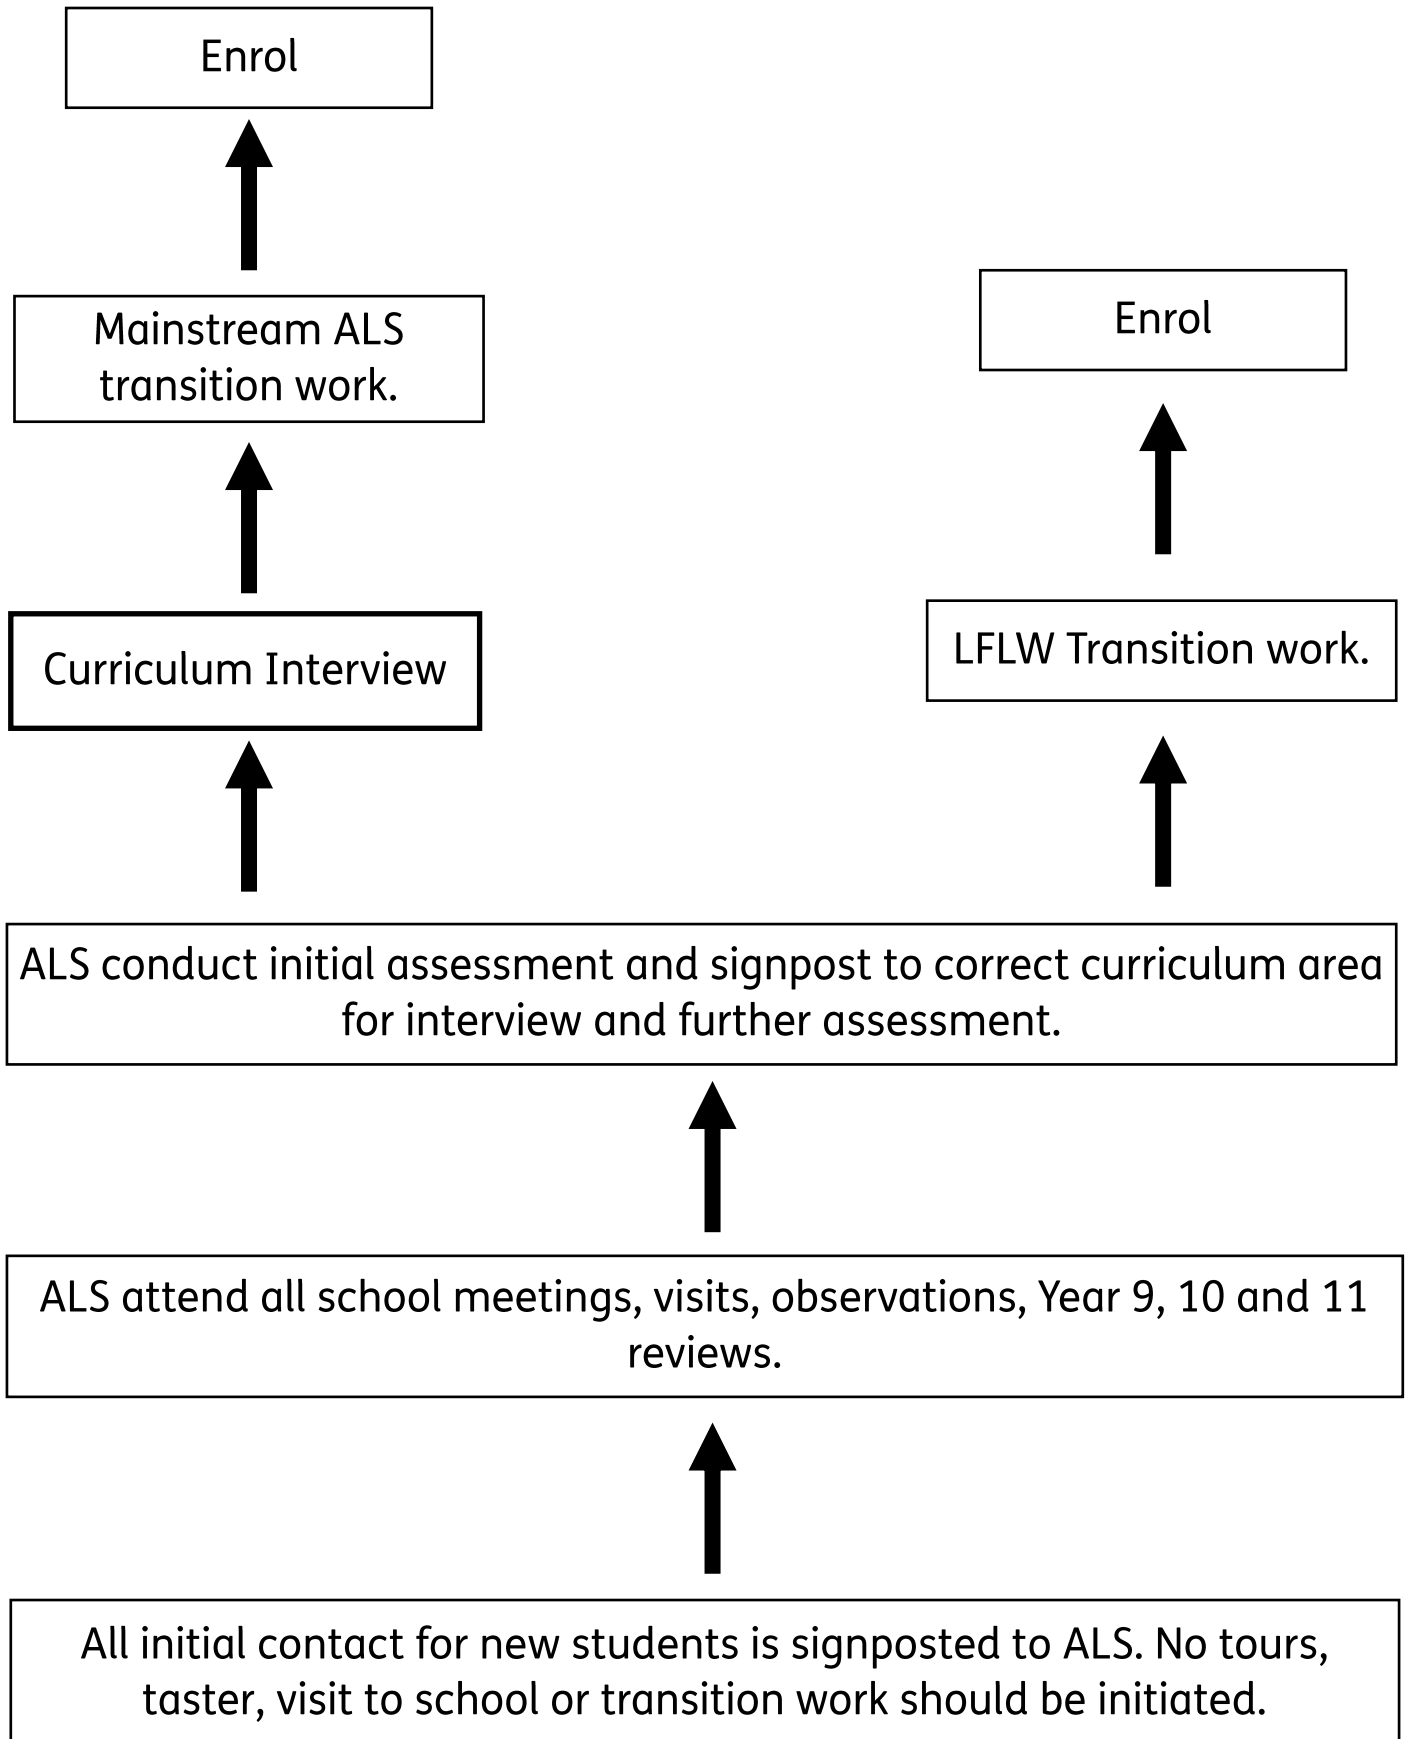 Enrol
Mainstream ALS
transition work.
Enrol
Curriculum Interview
LFLW Transition work.
ALS conduct initial assessment and signpost to correct curriculum area
for interview and further assessment.
ALS attend all school meetings, visits, observations, Year 9, 10 and 11
reviews.
All initial contact for new students is signposted to ALS. No tours,
taster, visit to school or transition work should be initiated.